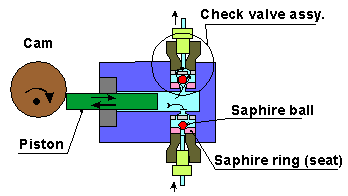 Check valve assy.
Cam
Saphire ball
Piston
Saphire ring (seat)